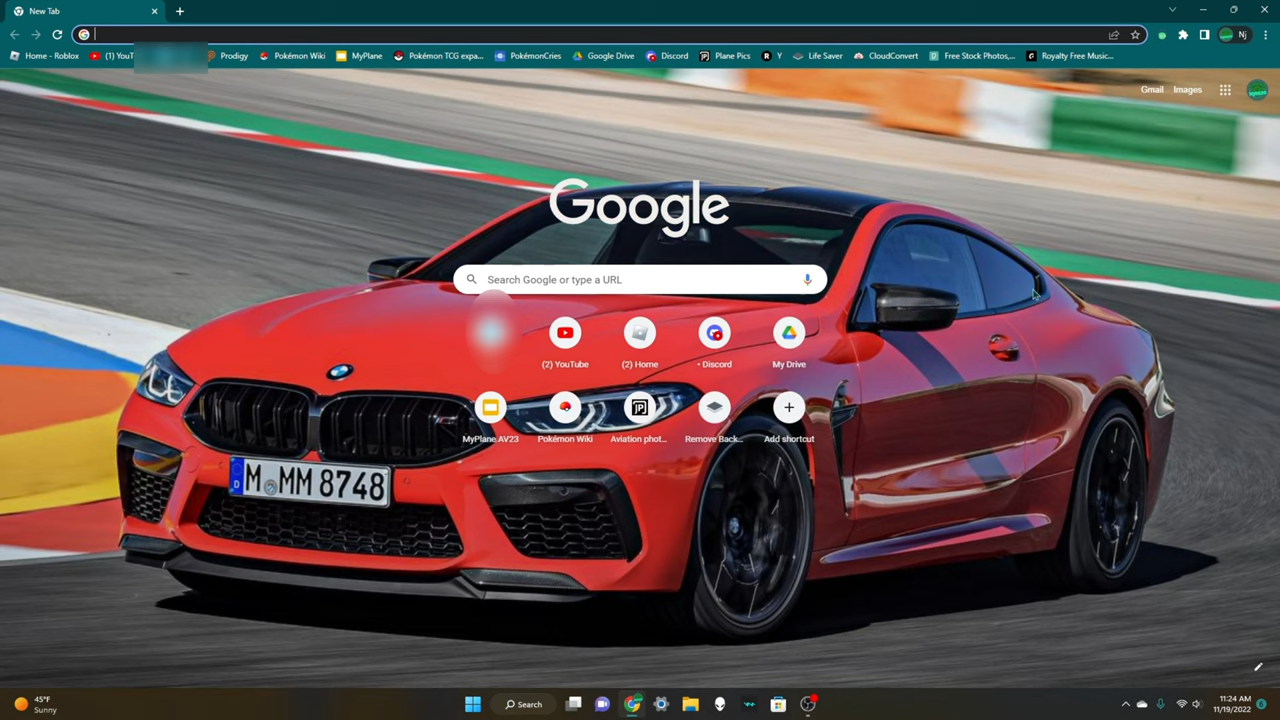 New Tab
Nj
Home - Roblox (1) YouT Prodigy Pokémon Wiki MyPlane Pokémon TCG expa... PokémonCries Google Drive Discord Plane Pics Y Life Saver CloudConvert Free Stock Photos,... Royalty Free Music...
Gmail Images
Google
Search Google or type a URL
(2) YouTube (2) Home • Discord My Drive
MyPlane AV23 Pokémon Wiki Aviation phot... Remove Back... Add shortcut
M MM 8748
45°F
Sunny
Search
11:24 AM
11/19/2022